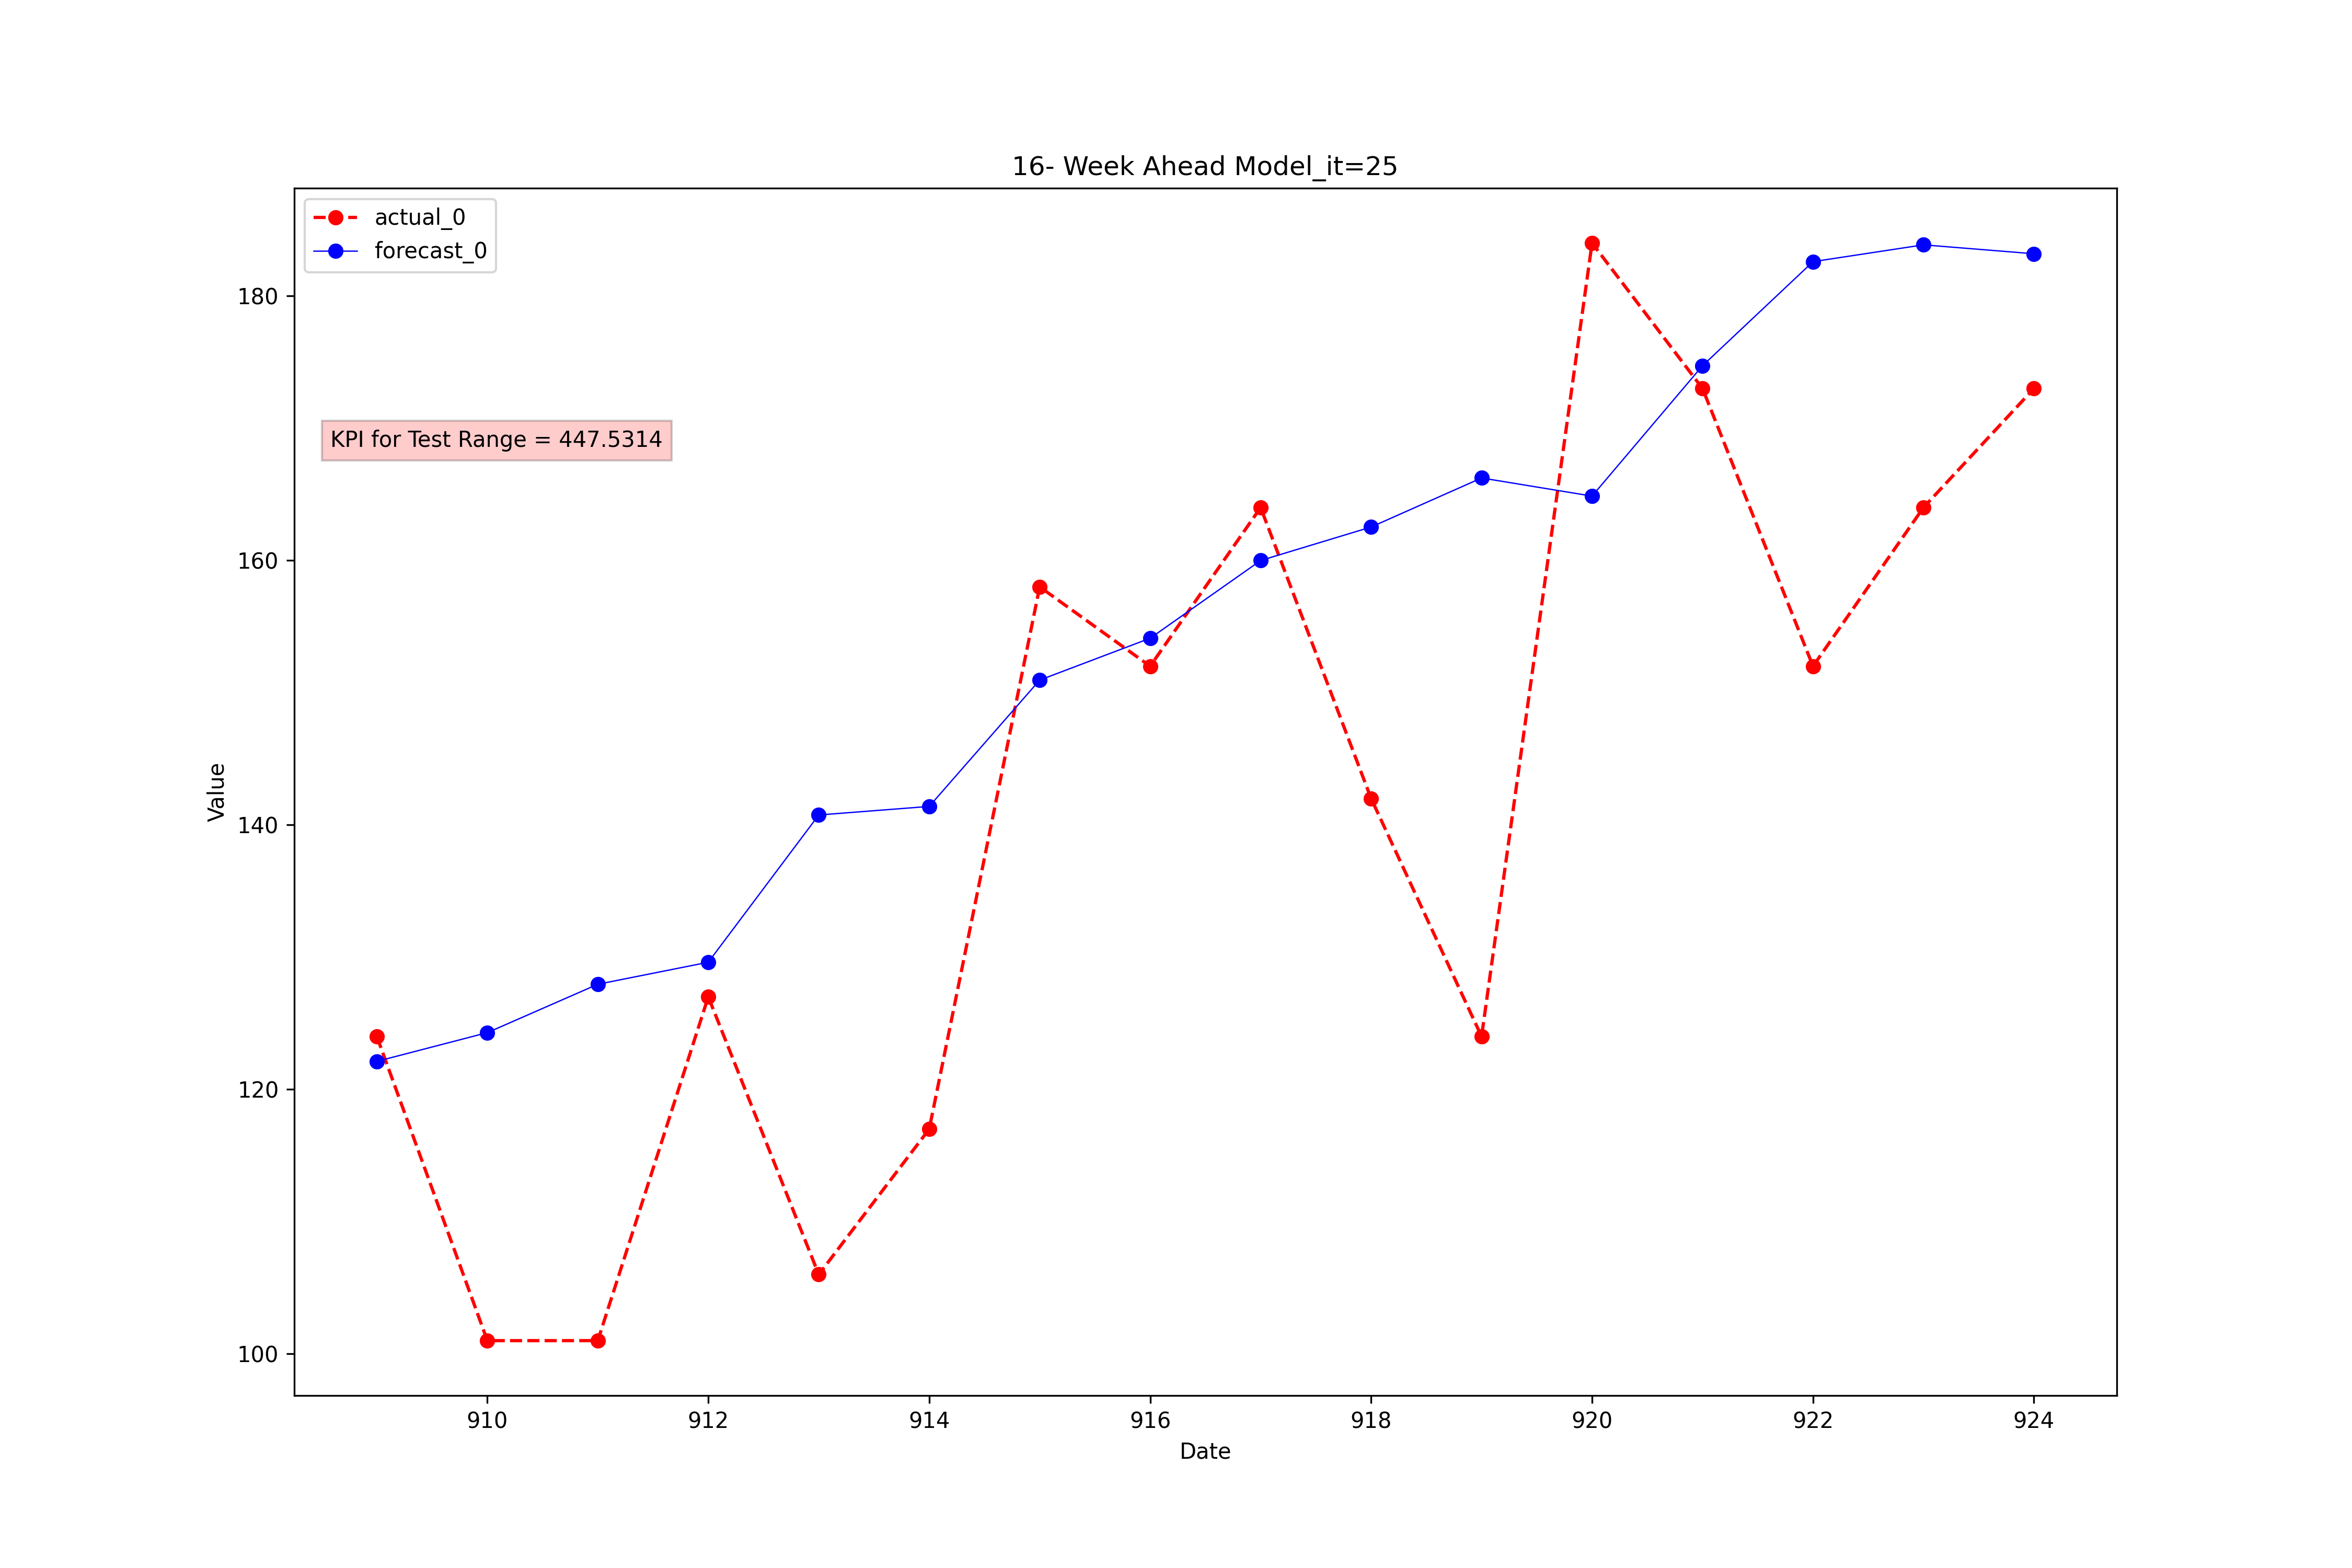 16- Week Ahead Model_it=25
actual_0
forecast_0
KPI for Test Range = 447.5314
Value
180
160
140
120
100
910 912 914 916 918 920 922 924
Date